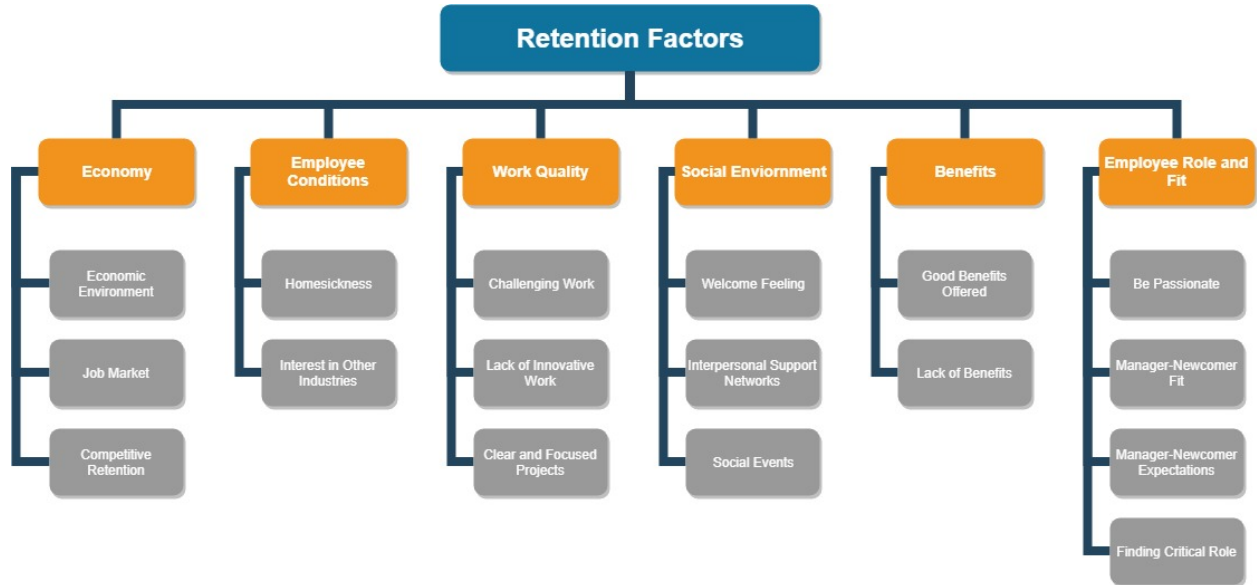 Retention Factors
Economy
Employee
Conditions
Work Quality
Social Enviornment
Benefits
Employee Role and
Fit
Economic
Environment
Job Market
Competitive
Retention
Homesickness
Interest in Other
Industries
Challenging Work
Lack of Innovative
Work
Clear and Focused
Projects
Welcome Feeling
Interpersonal Support
Networks
Social Events
Good Benefits
Offered
Lack of Benefits
Be Passionate
Manager-Newcomer
Fit
Manager-Newcomer
Expectations
Finding Critical Role